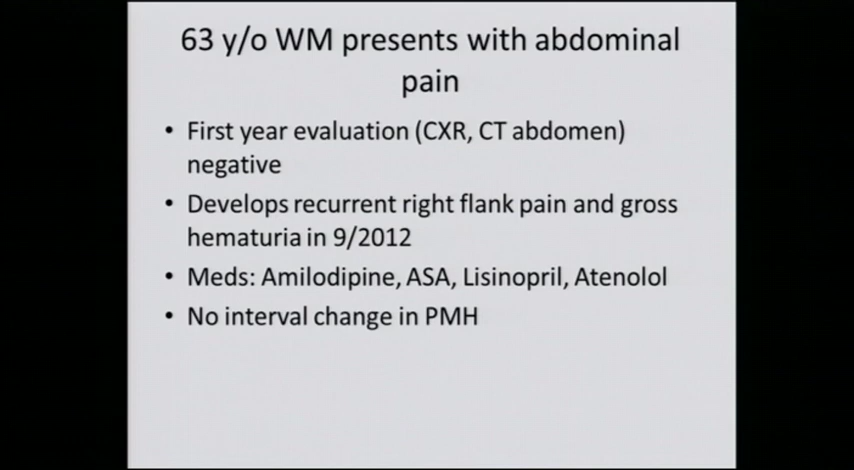 63 y/o WM presents with abdominal
pain
• First year evaluation (CXR, CT abdomen)
negative
• Develops recurrent right flank pain and gross
hematuria in 9/2012
• Meds: Amilodipine, ASA, Lisinopril, Atenolol
• No interval change in PMH